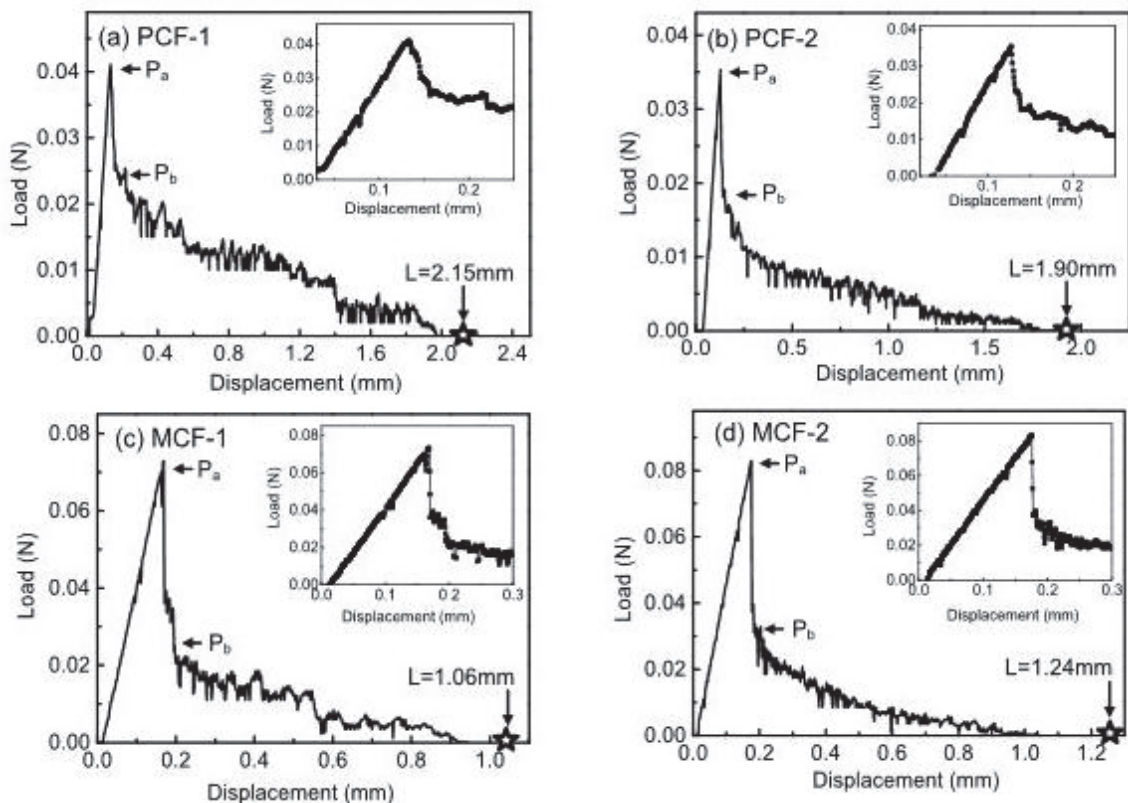 (a) PCF-1
Pa
Pb
L=2.15mm
Load (N)
0.00
0.01
0.02
0.03
0.04
0.0 0.4 0.8 1.2 1.6 2.0 2.4
Displacement (mm)
Load (N)
0.04
0.03
0.02
0.01
0.00
0.1 0.2
Displacement (mm)
(b) PCF-2
Pa
Pb
L=1.90mm
Load (N)
0.04
0.03
0.02
0.01
0.00
0.0 0.5 1.0 1.5 2.0
Displacement (mm)
Load (N)
0.04
0.03
0.02
0.01
0.00
0.1 0.2
Displacement (mm)
(c) MCF-1
Pa
Pb
L=1.06mm
Load (N)
0.08
0.06
0.04
0.02
0.00
0.0 0.2 0.4 0.6 0.8 1.0
Displacement (mm)
Load (N)
0.08
0.06
0.04
0.02
0.00
0.0 0.1 0.2 0.3
Displacement (mm)
(d) MCF-2
Pa
Pb
L=1.24mm
Load (N)
0.08
0.06
0.04
0.02
0.00
0.0 0.2 0.4 0.6 0.8 1.0 1.2
Displacement (mm)
Load (N)
0.08
0.06
0.04
0.02
0.00
0.0 0.1 0.2 0.3
Displacement (mm)